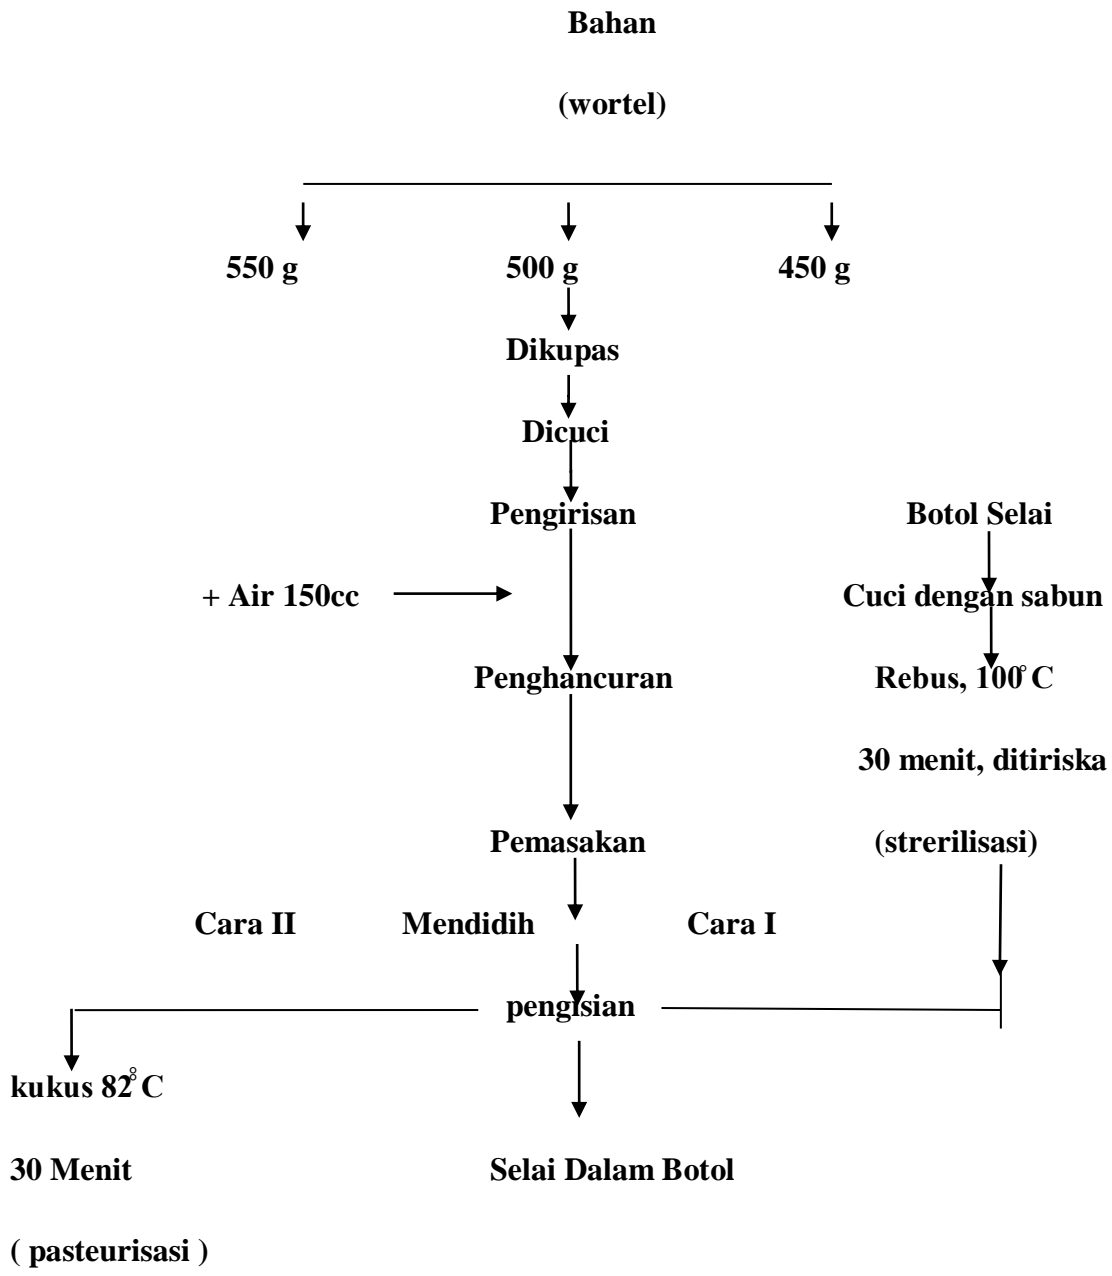 Bahan
(wortel)
550 g 500 g 450 g
Dikupas
Dicuci
Pengirisan Botol Selai
+ Air 150cc Cuci dengan sabun
Penghancuran Rebus, 100°C
30 menit, ditiriska
Pemasakan (strerilisasi)
Cara II Mendidih Cara I
pengisian
kukus 82°C
30 Menit Selai Dalam Botol
( pasteurisasi )